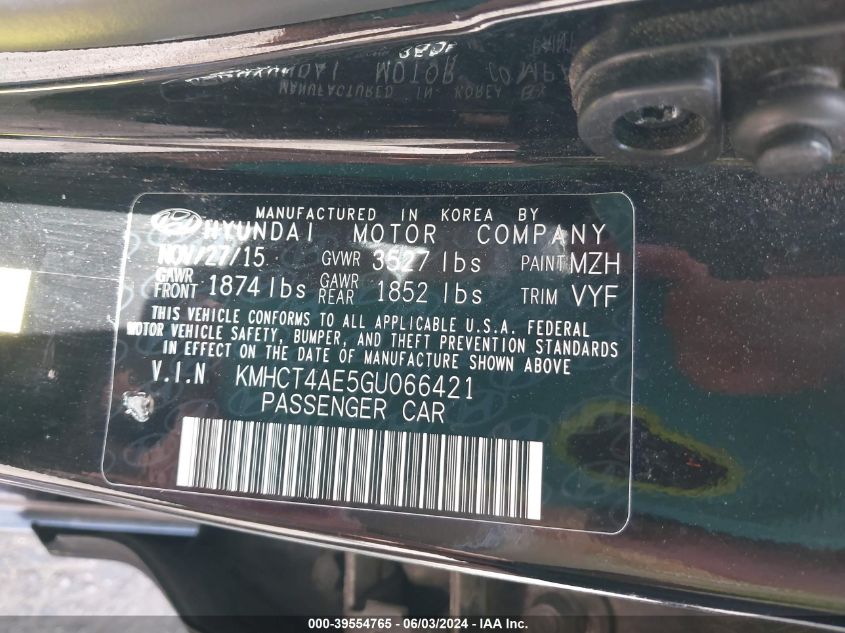 MANUFACTURED IN KOREA BY
HYUNDAI MOTOR COMPANY
NOV/27/15 GVWR 3527 lbs PAINT MZH
GAWR FRONT 1874 lbs GAWR REAR 1852 lbs TRIM VYF
THIS VEHICLE CONFORMS TO ALL APPLICABLE U.S.A. FEDERAL
MOTOR VEHICLE SAFETY, BUMPER, AND THEFT PREVENTION STANDARDS
IN EFFECT ON THE DATE OF MANUFACTURE SHOWN ABOVE
V.I.N KMHCT4AE5GU066421
PASSENGER CAR
000-39554765 - 06/03/2024 - IAA Inc.